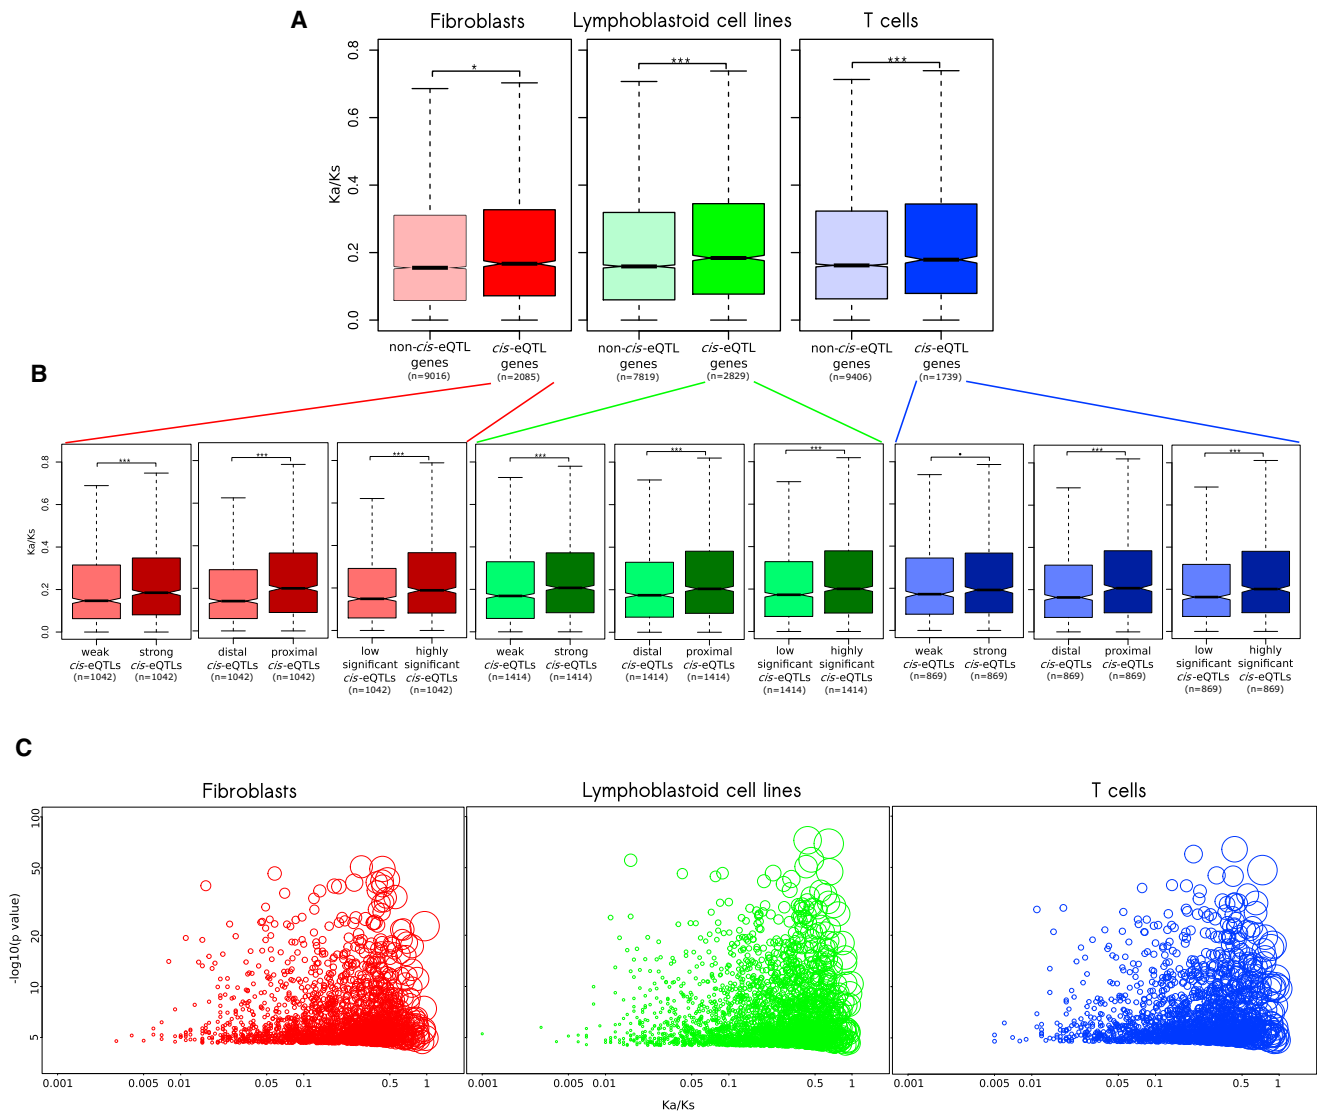 A
Fibroblasts
Lymphoblastoid cell lines
T cells
*
***
***
Ka/Ks
0.8
0.6
0.4
0.2
0.0
non-cis-eQTL genes (n=9016)
cis-eQTL genes (n=2085)
non-cis-eQTL genes (n=7819)
cis-eQTL genes (n=2829)
non-cis-eQTL genes (n=9406)
cis-eQTL genes (n=1739)
B
***
***
***
***
***
***
*
***
***
Ka/Ks
0.8
0.6
0.4
0.2
0.0
weak cis-eQTLs (n=1042)
strong cis-eQTLs (n=1042)
distal cis-eQTLs (n=1042)
proximal cis-eQTLs (n=1042)
low significant cis-eQTLs (n=1042)
highly significant cis-eQTLs (n=1042)
weak cis-eQTLs (n=1414)
strong cis-eQTLs (n=1414)
distal cis-eQTLs (n=1414)
proximal cis-eQTLs (n=1414)
low significant cis-eQTLs (n=1414)
highly significant cis-eQTLs (n=1414)
weak cis-eQTLs (n=869)
strong cis-eQTLs (n=869)
distal cis-eQTLs (n=869)
proximal cis-eQTLs (n=869)
low significant cis-eQTLs (n=869)
highly significant cis-eQTLs (n=869)
C
Fibroblasts
Lymphoblastoid cell lines
T cells
-log10(p value)
100
50
20
10
5
0.001 0.005 0.01 0.05 0.1 0.5 1
0.001 0.005 0.01 0.05 0.1 0.5 1
0.001 0.005 0.01 0.05 0.1 0.5 1
Ka/Ks